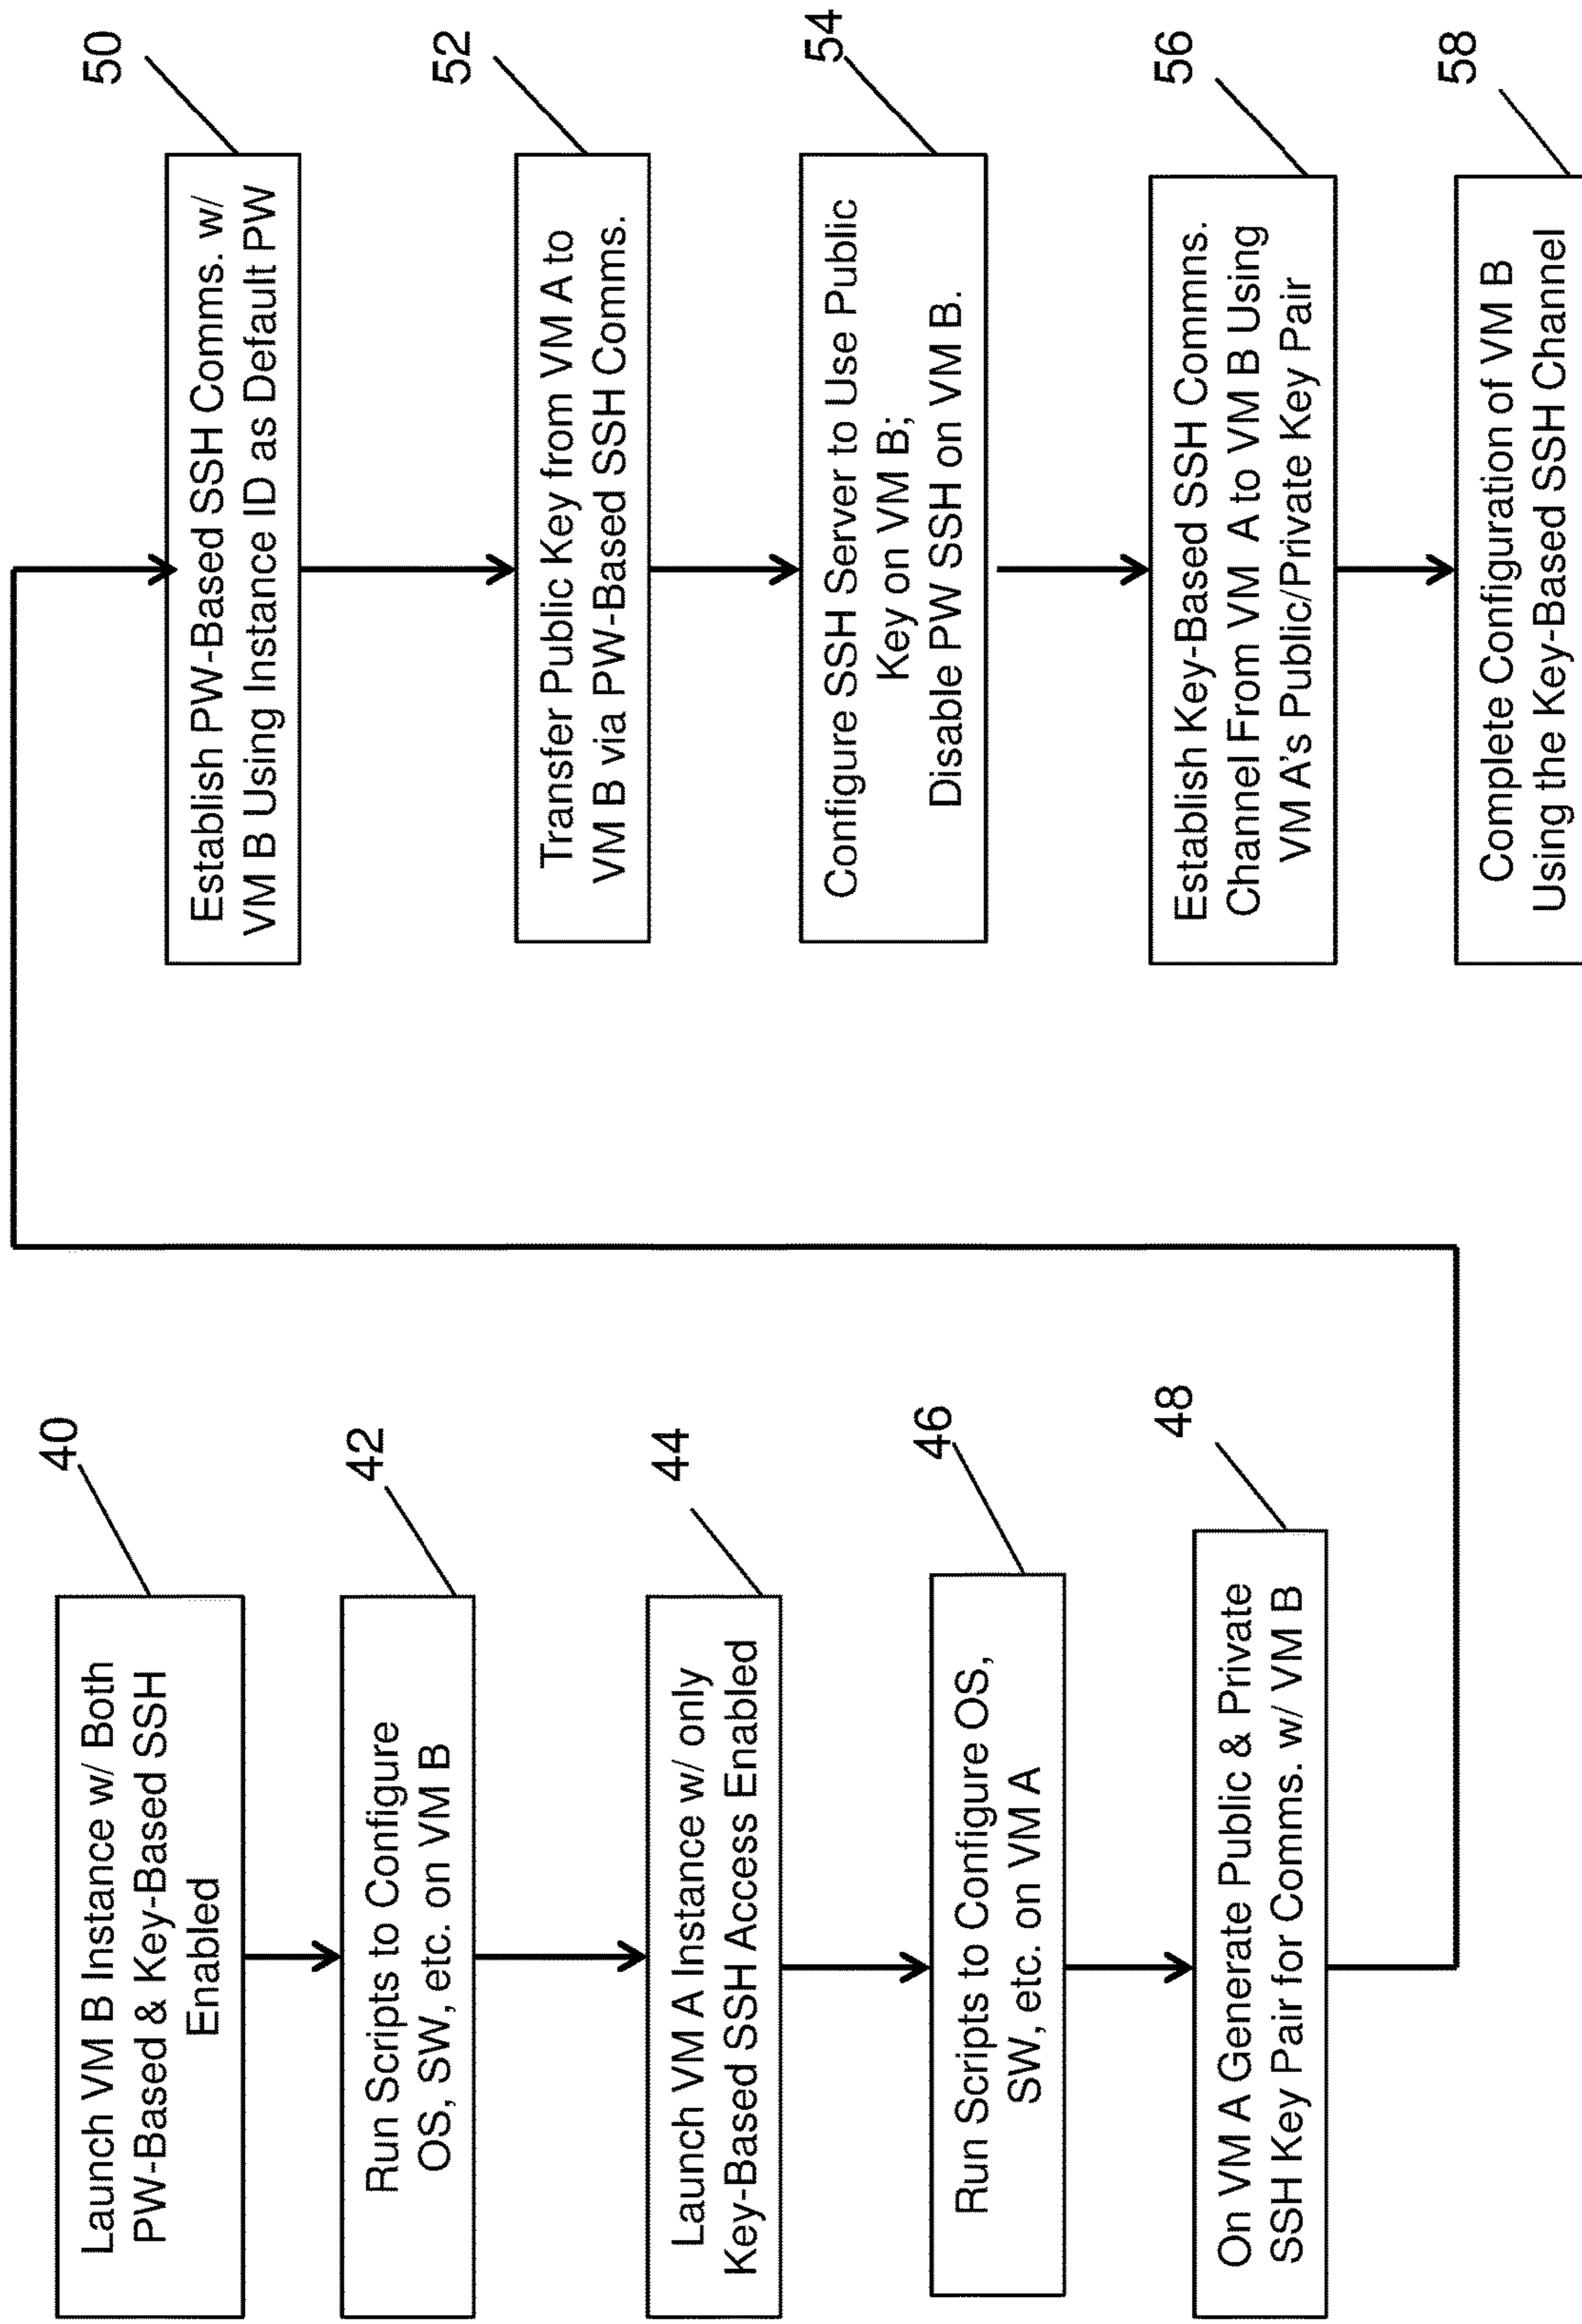 40
Launch VM B Instance w/ Both
PW-Based & Key-Based SSH
Enabled
42
Run Scripts to Configure
OS, SW, etc. on VM B
44
Launch VM A Instance w/ only
Key-Based SSH Access Enabled
46
Run Scripts to Configure OS,
SW, etc. on VM A
48
On VM A Generate Public & Private
SSH Key Pair for Comms. w/ VM B
50
Establish PW-Based SSH Comms. w/
VM B Using Instance ID as Default PW
52
Transfer Public Key from VM A to
VM B via PW-Based SSH Comms.
54
Configure SSH Server to Use Public
Key on VM B;
Disable PW SSH on VM B.
56
Establish Key-Based SSH Commns.
Channel From VM A to VM B Using
VM A's Public/Private Key Pair
58
Complete Configuration of VM B
Using the Key-Based SSH Channel